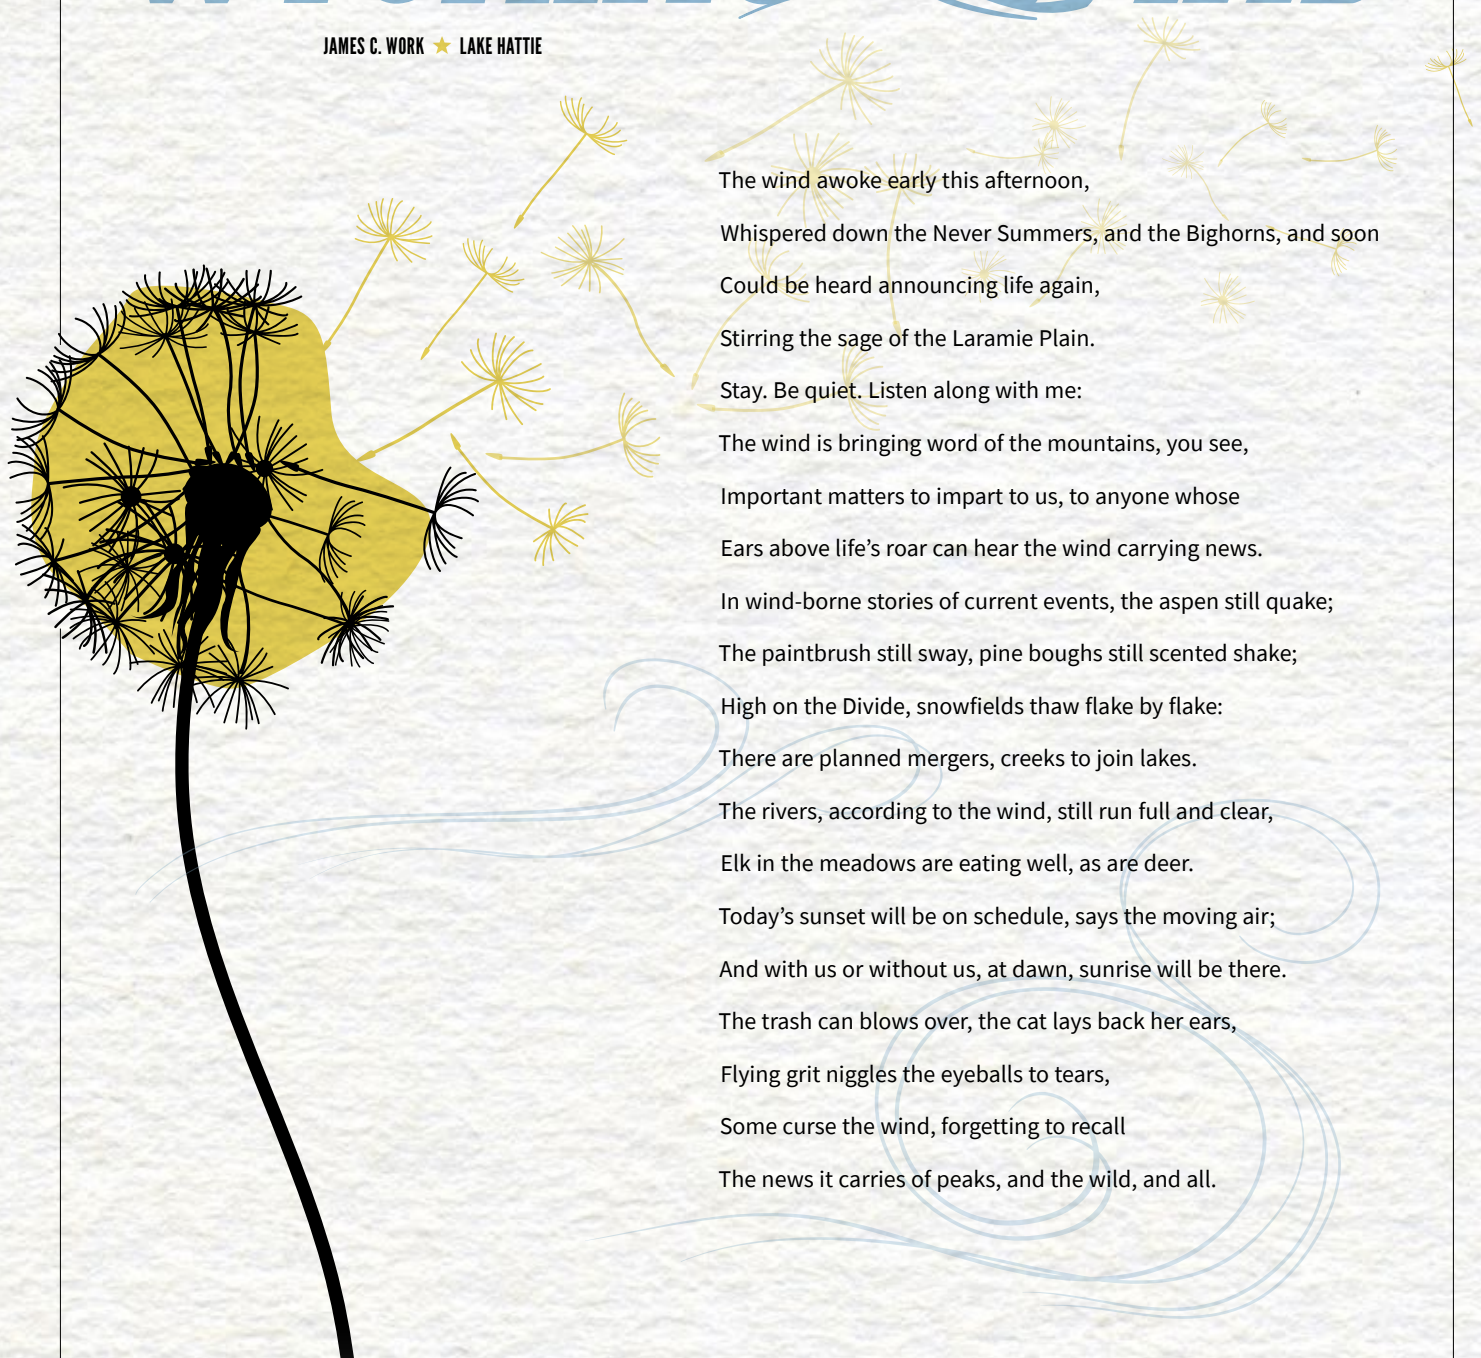 JAMES C. WORK ★ LAKE HATTIE
The wind awoke early this afternoon,
Whispered down the Never Summers, and the Bighorns, and soon
Could be heard announcing life again,
Stirring the sage of the Laramie Plain.
Stay. Be quiet. Listen along with me:
The wind is bringing word of the mountains, you see,
Important matters to impart to us, to anyone whose
Ears above life’s roar can hear the wind carrying news.
In wind-borne stories of current events, the aspen still quake;
The paintbrush still sway, pine boughs still scented shake;
High on the Divide, snowfields thaw flake by flake:
There are planned mergers, creeks to join lakes.
The rivers, according to the wind, still run full and clear,
Elk in the meadows are eating well, as are deer.
Today’s sunset will be on schedule, says the moving air;
And with us or without us, at dawn, sunrise will be there.
The trash can blows over, the cat lays back her ears,
Flying grit niggles the eyeballs to tears,
Some curse the wind, forgetting to recall
The news it carries of peaks, and the wild, and all.